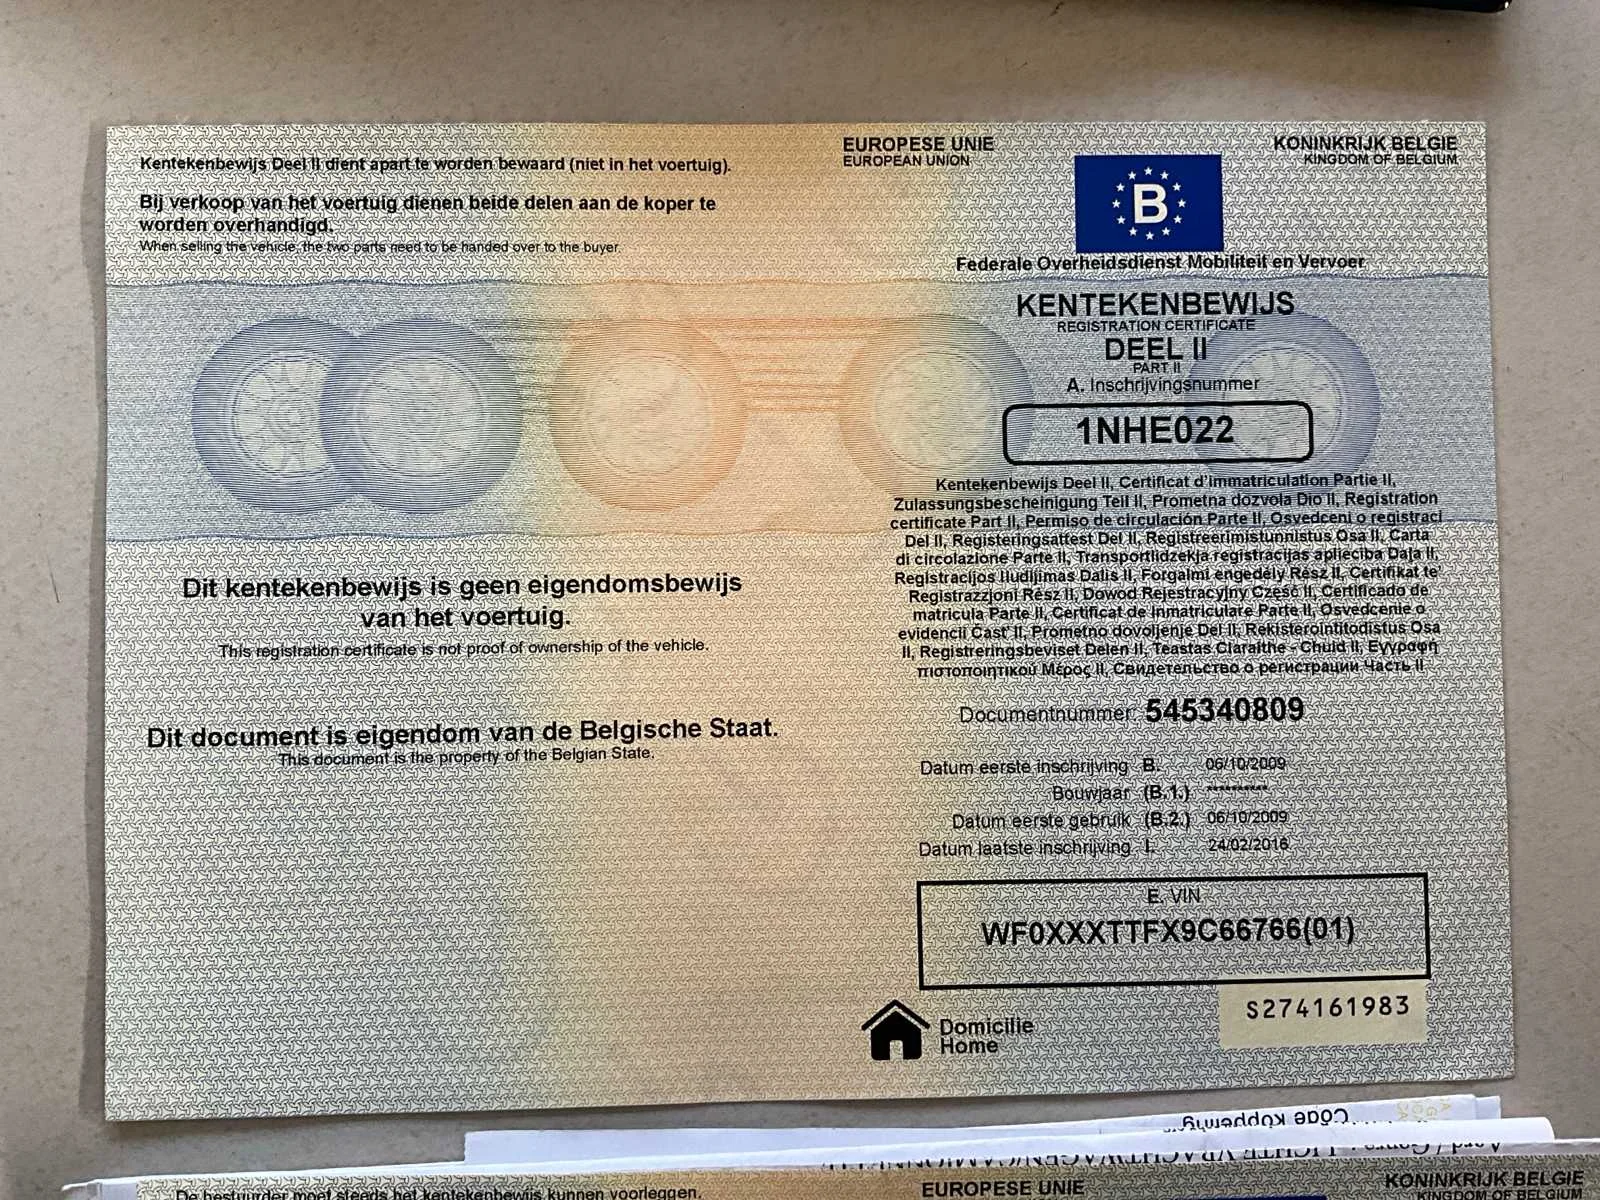 Kentekenbewijs Deel II dient apart te worden bewaard (niet in het voertuig).
Bij verkoop van het voertuig dienen beide delen aan de koper te
worden overhandigd.
When selling the vehicle, the two parts need to be handed over to the buyer.
Dit kentekenbewijs is geen eigendomsbewijs
van het voertuig.
This registration certificate is not proof of ownership of the vehicle.
Dit document is eigendom van de Belgische Staat.
This document is the property of the Belgian State.
EUROPESE UNIE
EUROPEAN UNION
KONINKRIJK BELGIE
KINGDOM OF BELGIUM
B
Federale Overheidsdienst Mobiliteit en Vervoer
KENTEKENBEWIJS
REGISTRATION CERTIFICATE
DEEL II
PART II
A. Inschrijvingsnummer
1NHE022
Kentekenbewijs Deel II, Certificat d'immatriculation Partie II,
Zulassungsbescheinigung Teil II, Prometna dozvola Dio II, Registration
certificate Part II, Permiso de circulación Parte II, Osvedceni o registraci
Del II, Registeringsattest Del II, Registreerimistunnistus Osa II, Carta
di circolazione Parte II, Transportlidzekja registracijas aplieciba Daja II,
Registracijos liudijimas Dalis II, Forgalmi engedély Rész II, Certifikat te'
Registrazzjoni Rész II, Dowod Rejestracyjny Część II, Certificado de
matricula Parte II, Certificat de inmatriculare Parte II, Osvedcenie o
evidencii Cast' II, Prometno dovoljenje Del II, Rekisterointitodistus Osa
II, Registreringsbeviset Delen II, Teastas Claraithe - Chuid II, Εγγραφή
πιστοποιητικού Μέρος II, Свидетельство о регистрации Часть II
Documentnummer: 545340809
Datum eerste inschrijving B. 06/10/2009
Bouwjaar (B.1.) **********
Datum eerste gebruik (B.2.) 06/10/2009
Datum laatste inschrijving I. 24/02/2016
E. VIN
WF0XXXTTFX9C66766(01)
S274161983
Domicilie
Home
Code koppeling
Aard / Genre : LICHTE VRACHTWAGEN/CAMIONNETTE
De bestuurder moet steeds het kentekenbewijs kunnen voorleggen.
EUROPESE UNIE
KONINKRIJK BELGIE
KINGDOM OF BELGIUM